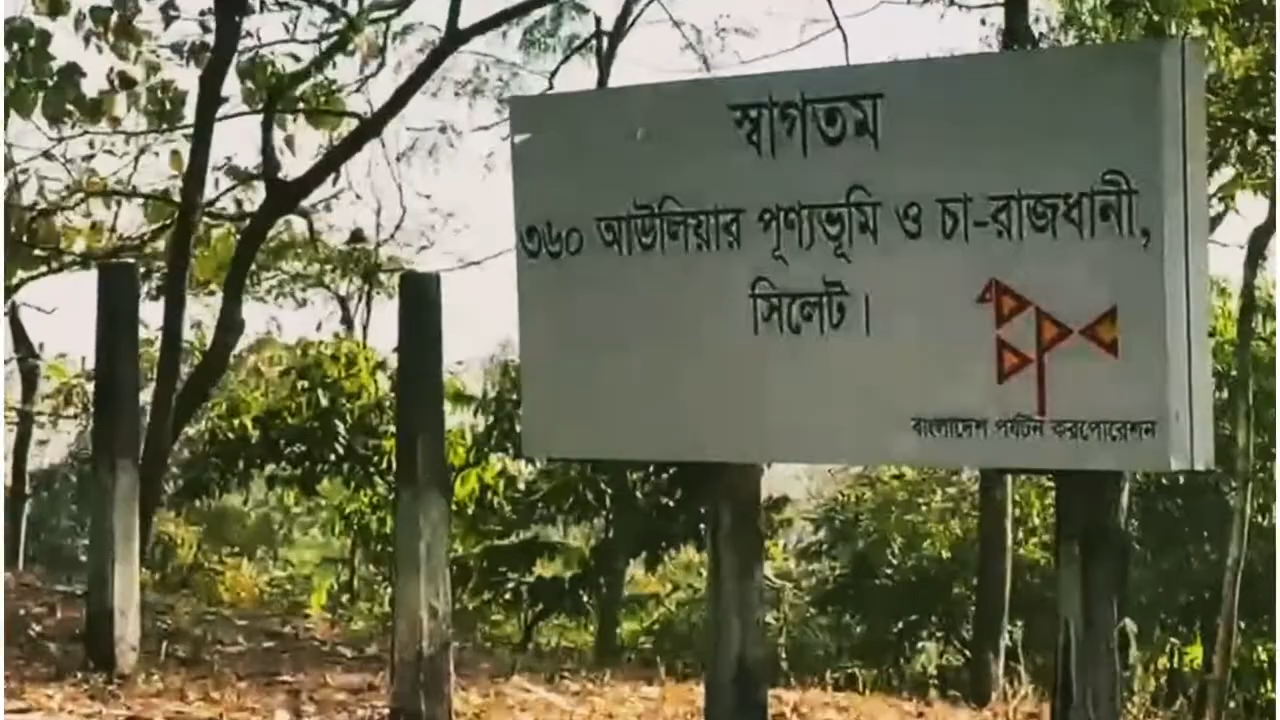 স্বাগতম
৩৬০ আউলিয়ার পূণ্যভূমি ও চা-রাজধানী,
সিলেট।
বাংলাদেশ পর্যটন করপোরেশন